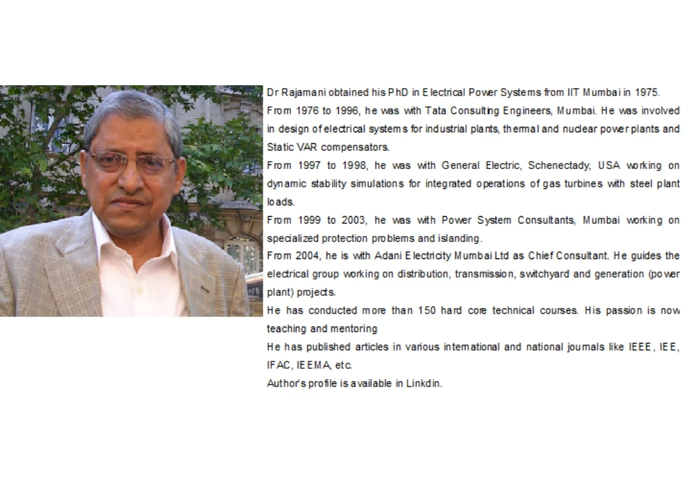 Dr Rajamani obtained his PhD in Electrical Power Systems from IIT Mumbai in 1975.
From 1976 to 1996, he was with Tata Consulting Engineers, Mumbai. He was involved
in design of electrical systems for industrial plants, thermal and nuclear power plants and
Static VAR compensators.
From 1997 to 1998, he was with General Electric, Schenectady, USA working on
dynamic stability simulations for integrated operations of gas turbines with steel plant
loads.
From 1999 to 2003, he was with Power System Consultants, Mumbai working on
specialized protection problems and islanding.
From 2004, he is with Adani Electricity Mumbai Ltd as Chief Consultant. He guides the
electrical group working on distribution, transmission, switchyard and generation (power
plant) projects.
He has conducted more than 150 hard core technical courses. His passion is now
teaching and mentoring
He has published articles in various international and national journals like IEEE, IEE,
IFAC, IEEMA, etc.
Author's profile is available in Linkdin.